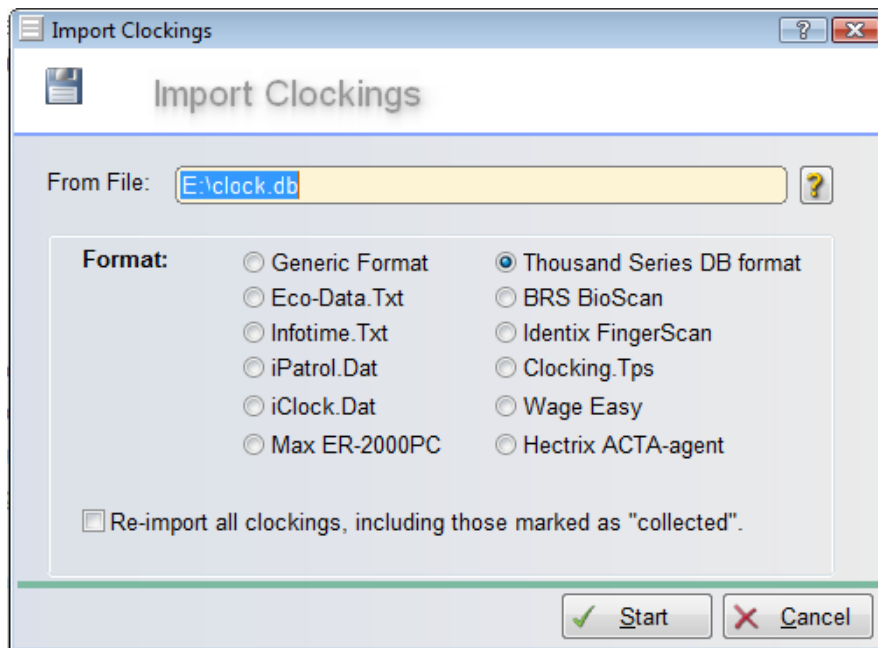 Import Clockings
Import Clockings
From File: E:\clock.db
Format:
Generic Format
Thousand Series DB format
Eco-Data.Txt
BRS BioScan
Infotime.Txt
Identix FingerScan
iPatrol.Dat
Clocking.Tps
iClock.Dat
Wage Easy
Max ER-2000PC
Hectrix ACTA-agent
Re-import all clockings, including those marked as "collected".
Start
Cancel